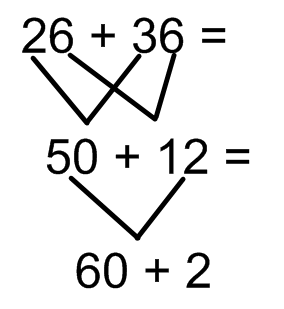 26 + 36 =
50 + 12 =
60 + 2